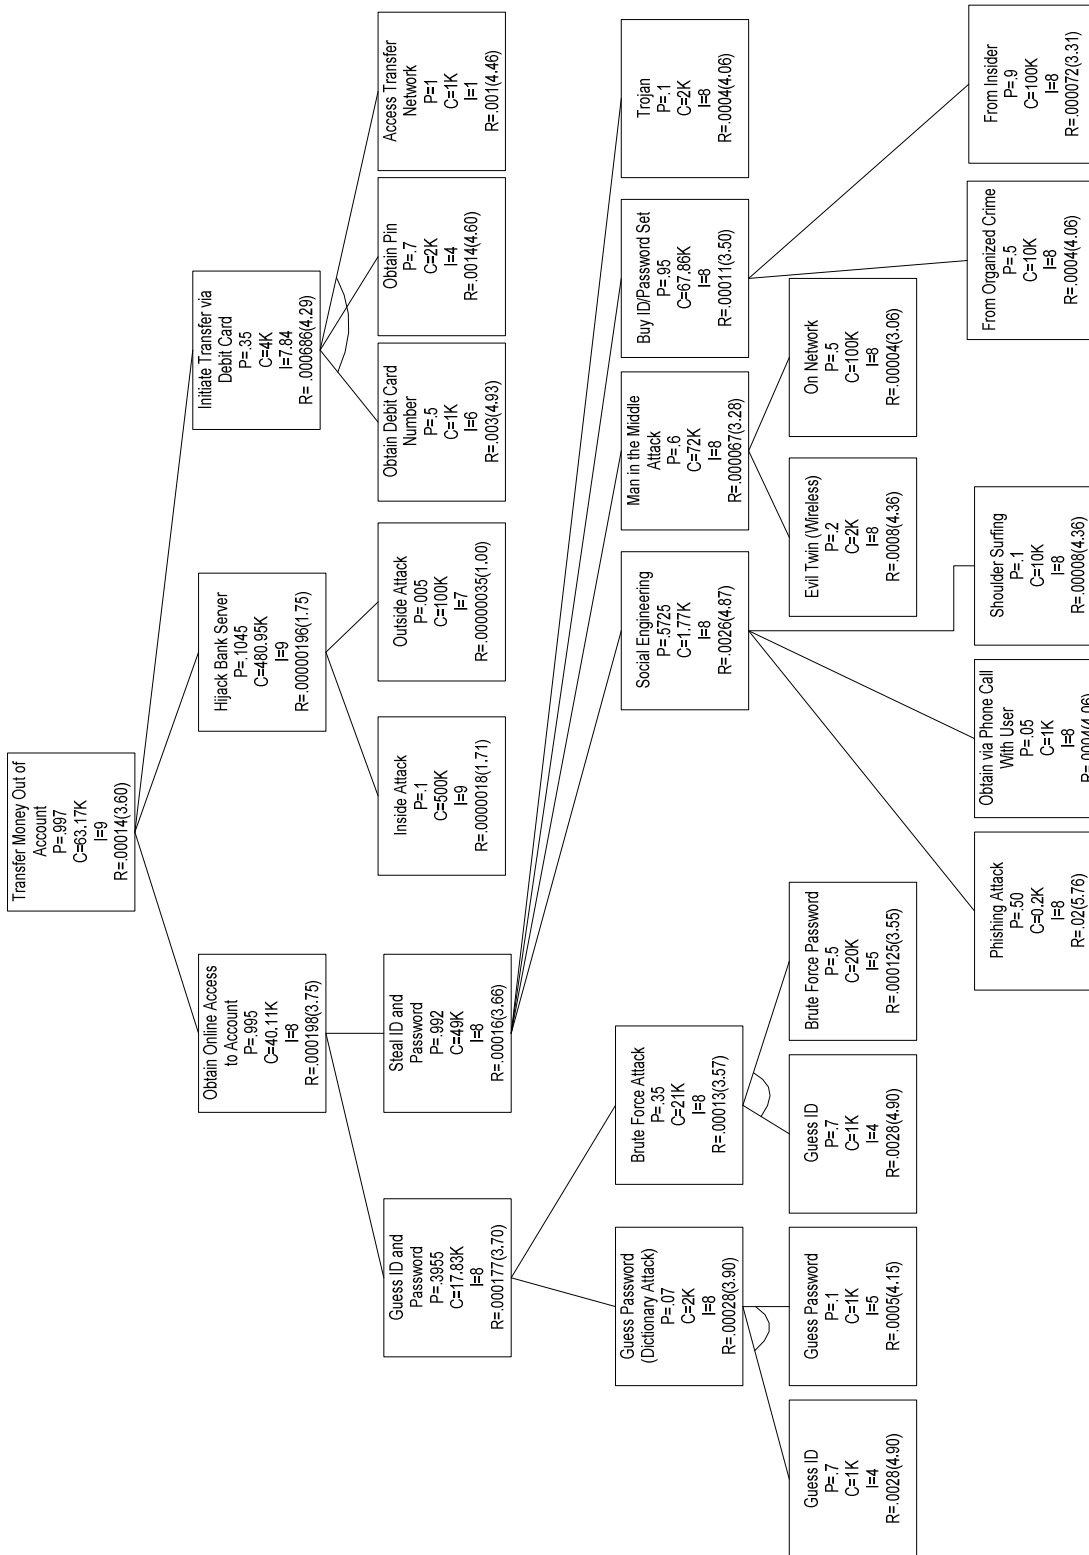 Transfer Money Out of
Account
P=.997
C=63.17K
I=9
R=.00014(3.60)
Obtain Online Access
to Account
P=.995
C=40.11K
I=8
R=.000198(3.75)
Hijack Bank Server
P=.1045
C=480.95K
I=9
R=.00000196(1.75)
Initiate Transfer via
Debit Card
P=.35
C=4K
I=7.84
R= .000686(4.29)
Guess ID and
Password
P=.3955
C=17.83K
I=8
R=.000177(3.70)
Steal ID and
Password
P=.992
C=49K
I=8
R=.00016(3.66)
Inside Attack
P=.1
C=500K
I=9
R=.0000018(1.71)
Outside Attack
P=.005
C=100K
I=7
R=.00000035(1.00)
Obtain Debit Card
Number
P=.5
C=1K
I=6
R=.003(4.93)
Obtain Pin
P=.7
C=2K
I=4
R=.0014(4.60)
Access Transfer
Network
P=1
C=1K
I=1
R=.001(4.46)
Guess Password
(Dictionary Attack)
P=.07
C=2K
I=8
R=.00028(3.90)
Brute Force Attack
P=.35
C=21K
I=8
R=.00013(3.57)
Social Engineering
P=.5725
C=1.77K
I=8
R=.0026(4.87)
Man in the Middle
Attack
P=.6
C=72K
I=8
R=.000067(3.28)
Buy ID/Password Set
P=.95
C=67.86K
I=8
R=.00011(3.50)
Trojan
P=.1
C=2K
I=8
R=.0004(4.06)
Guess ID
P=.7
C=1K
I=4
R=.0028(4.90)
Guess Password
P=.1
C=1K
I=5
R=.0005(4.15)
Guess ID
P=.7
C=1K
I=4
R=.0028(4.90)
Brute Force Password
P=.5
C=20K
I=5
R=.000125(3.55)
Evil Twin (Wireless)
P=.2
C=2K
I=8
R=.0008(4.36)
On Network
P=.5
C=100K
I=8
R=.00004(3.06)
Phishing Attack
P=.50
C=0.2K
I=8
R=.02(5.76)
Obtain via Phone Call
With User
P=.05
C=1K
I=8
R=.0004(4.06)
Shoulder Surfing
P=.1
C=10K
I=8
R=.00008(4.36)
From Organized Crime
P=.5
C=10K
I=8
R=.0004(4.06)
From Insider
P=.9
C=100K
I=8
R=.000072(3.31)